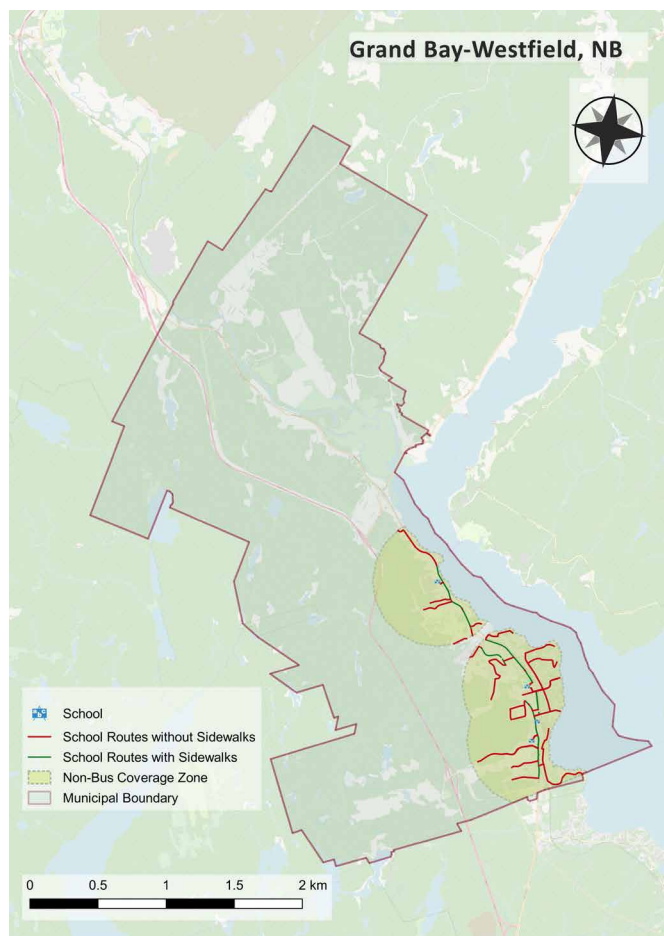 Grand Bay-Westfield, NB
School
School Routes without Sidewalks
School Routes with Sidewalks
Non-Bus Coverage Zone
Municipal Boundary
0 0.5 1 1.5 2 km